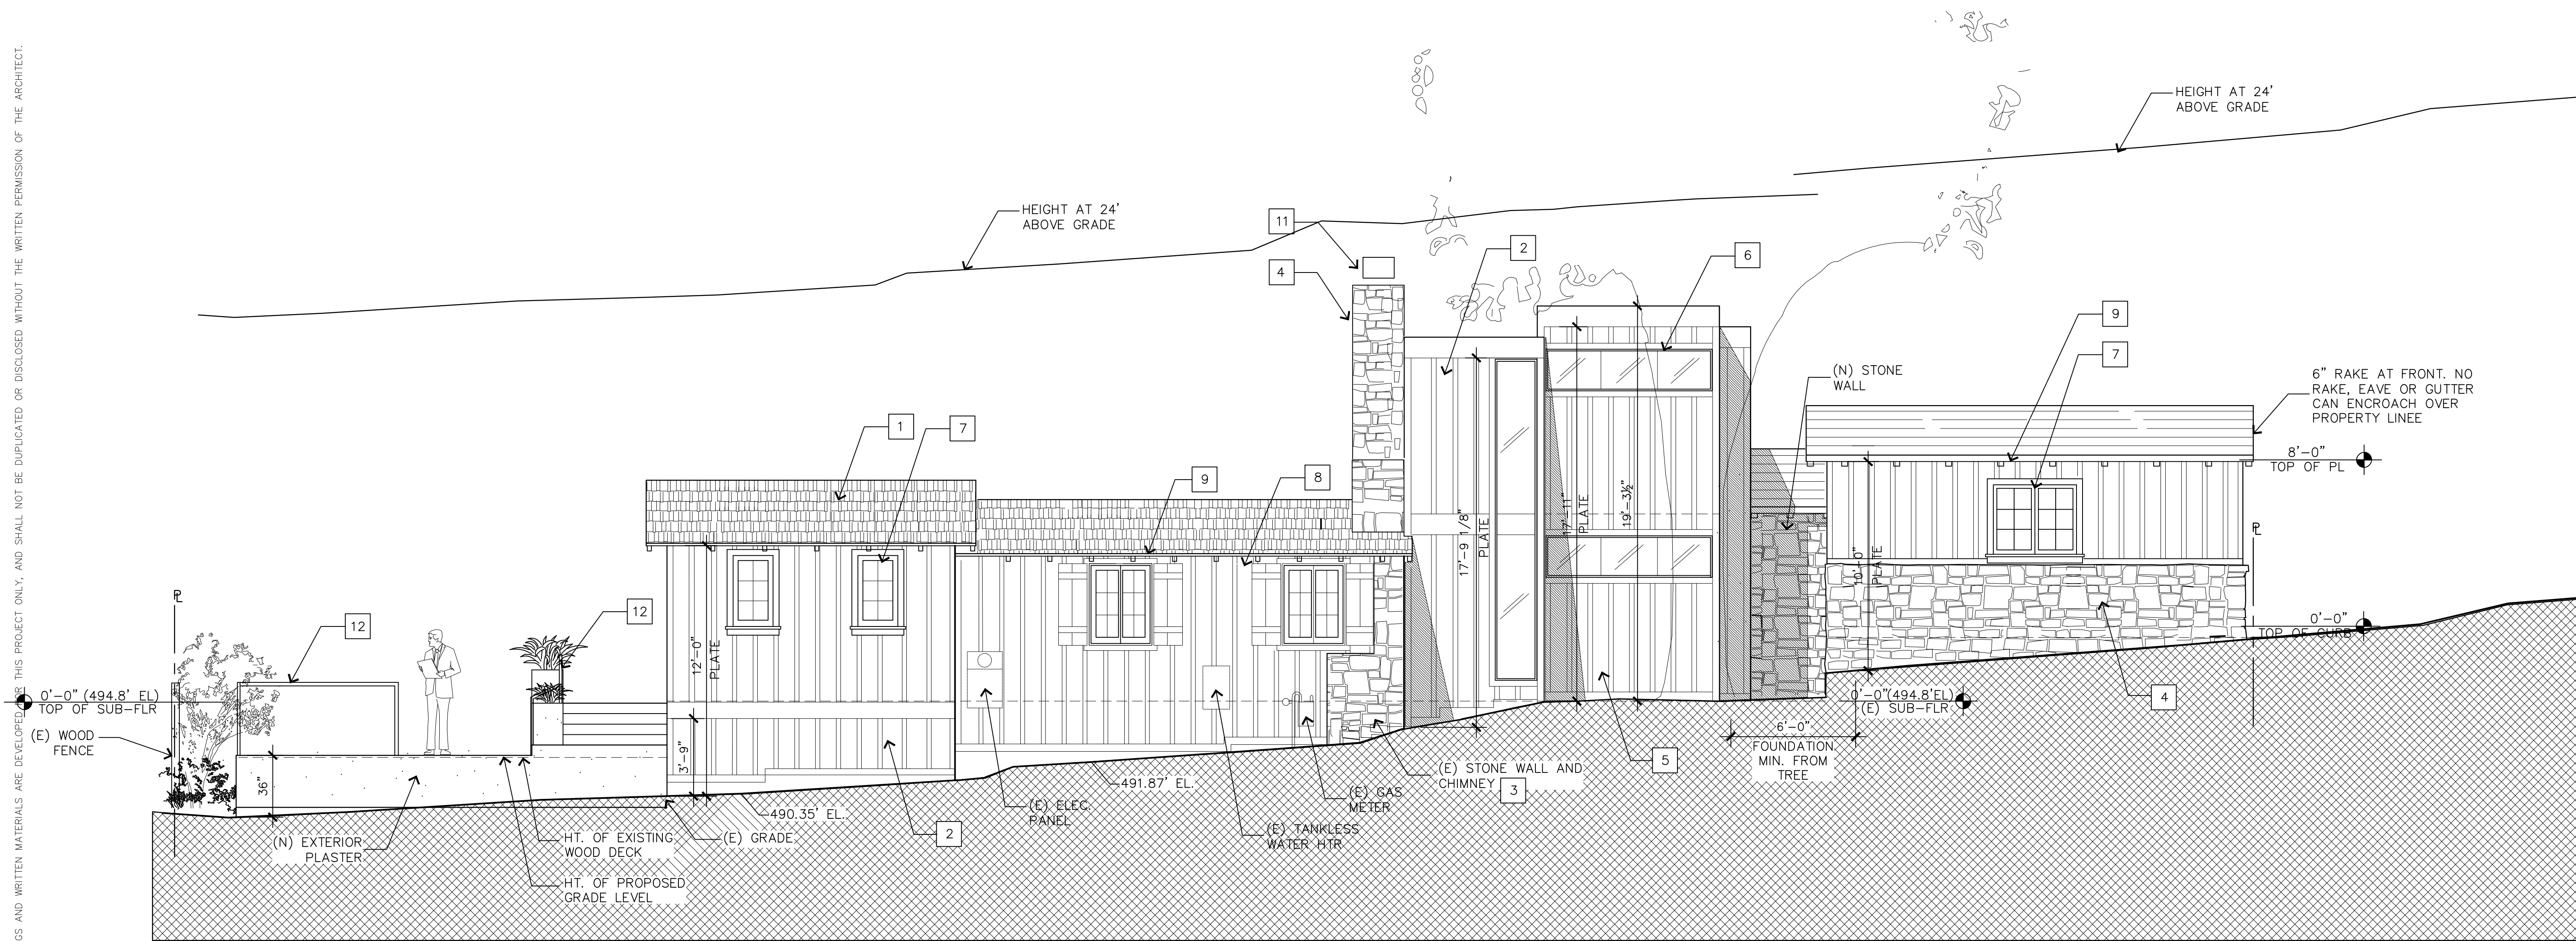 GS AND WRITTEN MATERIALS ARE DEVELOPED
R THIS PROJECT ONLY, AND SHALL NOT BE DUPLICATED OR DISCLOSED WITHOUT THE WRITTEN PERMISSION OF THE ARCHITECT.
HEIGHT AT 24'
ABOVE GRADE
HEIGHT AT 24'
ABOVE GRADE
11
4
2
6
9
7
(N) STONE
WALL
6" RAKE AT FRONT. NO
RAKE, EAVE OR GUTTER
CAN ENCROACH OVER
PROPERTY LINEE
8'-0"
TOP OF PL
1
7
9
8
17'-9 1/8"
PLATE
17'-11"
PLATE
19'-3½"
10'-0"
PLATE
PL
PL
12
12
12'-0"
PLATE
0'-0"
TOP OF CURB
0'-0" (494.8' EL)
TOP OF SUB-FLR
0'-0"(494.8'EL)
(E) SUB-FLR
4
(E) WOOD
FENCE
36"
3'-9"
6'-0"
FOUNDATION
MIN. FROM
TREE
5
(E) STONE WALL AND
CHIMNEY
3
491.87' EL.
490.35' EL.
(E) GAS
METER
(E) ELEC.
PANEL
(E) TANKLESS
WATER HTR
2
(E) GRADE
HT. OF EXISTING
WOOD DECK
(N) EXTERIOR
PLASTER
HT. OF PROPOSED
GRADE LEVEL